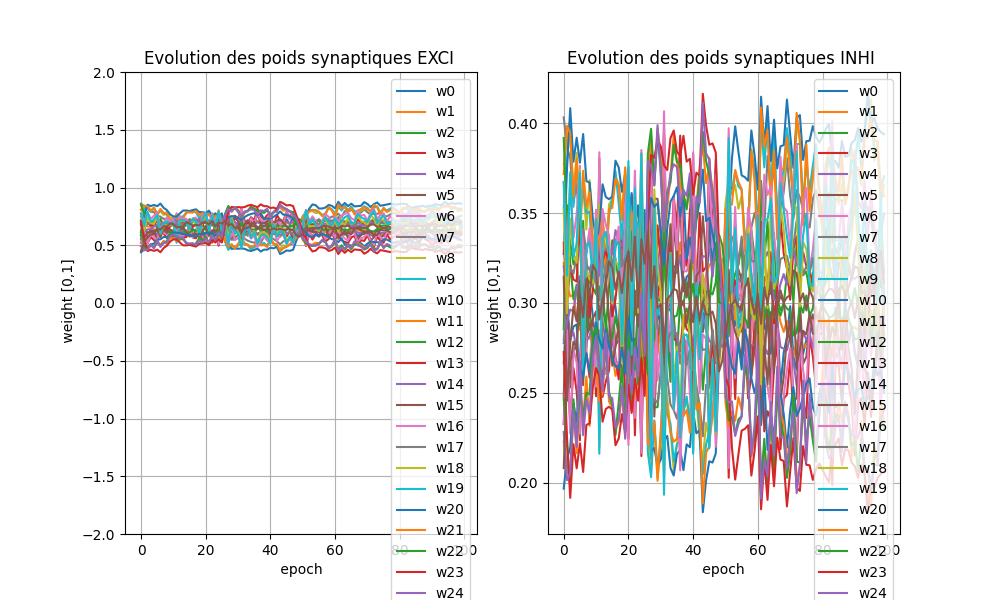 Evolution des poids synaptiques EXCI
2.0
1.5
1.0
0.5
0.0
−0.5
−1.0
−1.5
−2.0
weight [0,1]
0 20 40 60 80 100
epoch
w0
w1
w2
w3
w4
w5
w6
w7
w8
w9
w10
w11
w12
w13
w14
w15
w16
w17
w18
w19
w20
w21
w22
w23
w24
Evolution des poids synaptiques INHI
0.40
0.35
0.30
0.25
0.20
weight [0,1]
0 20 40 60 80 100
epoch
w0
w1
w2
w3
w4
w5
w6
w7
w8
w9
w10
w11
w12
w13
w14
w15
w16
w17
w18
w19
w20
w21
w22
w23
w24